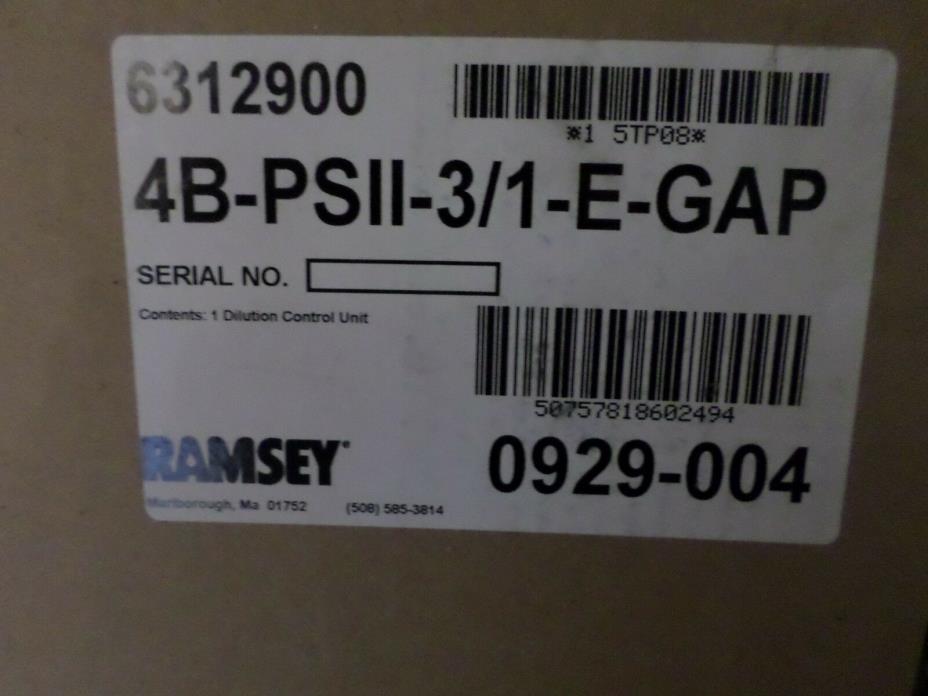 6312900
*1 5TP08*
4B-PSII-3/1-E-GAP
SERIAL NO.
Contents: 1 Dilution Control Unit
50757818602494
RAMSEY®
0929-004
Marlborough, Ma 01752 (508) 585-3814